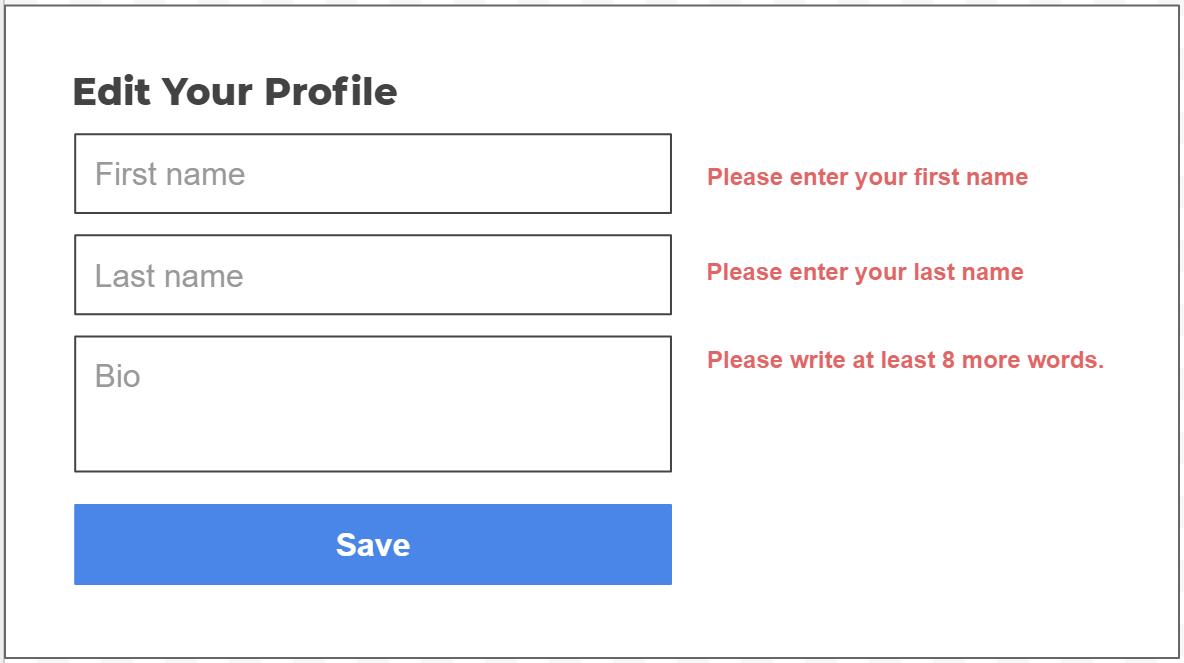 Edit Your Profile
First name
Please enter your first name
Last name
Please enter your last name
Bio
Please write at least 8 more words.
Save